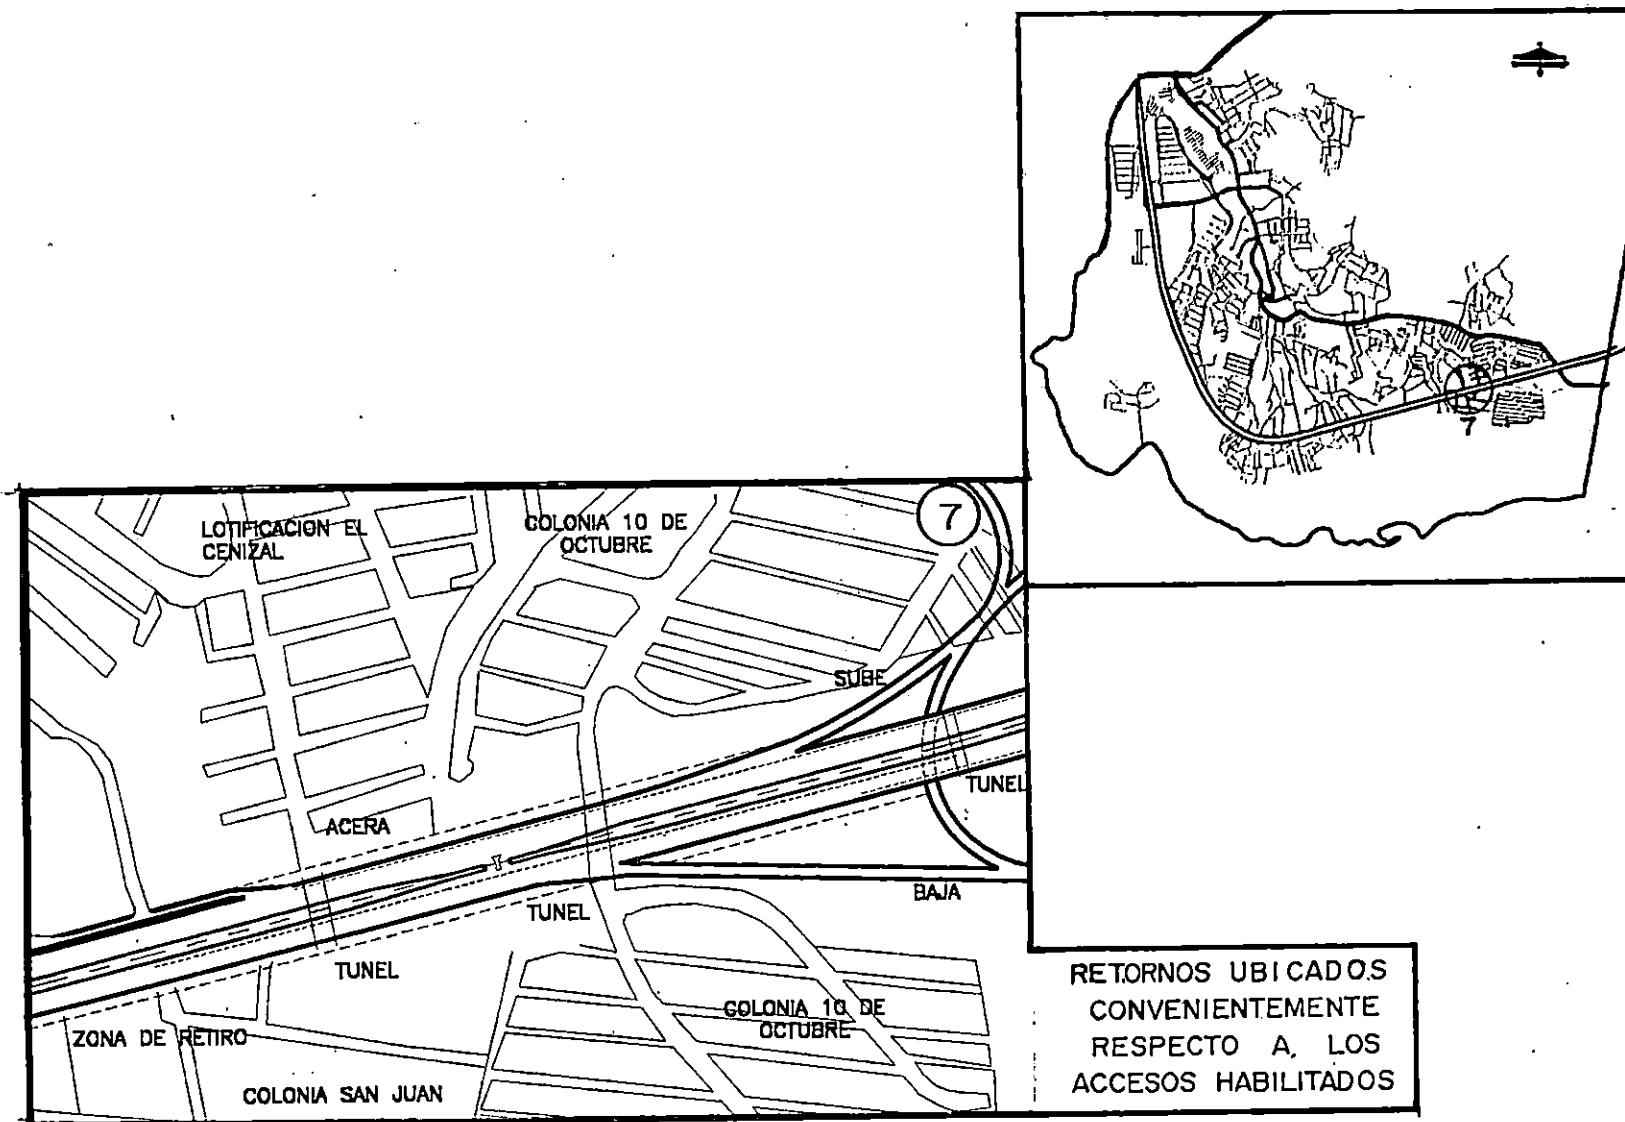 7
LOTIFICACION EL
CENIZAL
COLONIA 10 DE
OCTUBRE
7
SUBE
TUNEL
ACERA
BAJA
TUNEL
TUNEL
ZONA DE RETIRO
COLONIA 10 DE
OCTUBRE
COLONIA SAN JUAN
RETORNOS UBICADOS
CONVENIENTEMENTE
RESPECTO A LOS
ACCESOS HABILITADOS